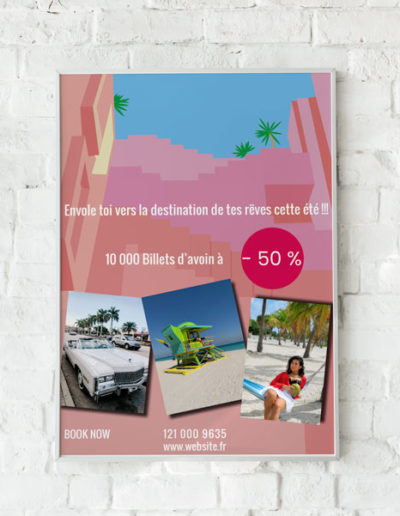 Envole toi vers la destination de tes rêves cette été !!!
10 000 Billets d'avoin à
- 50 %
BOOK NOW
121 000 9635
www.website.fr